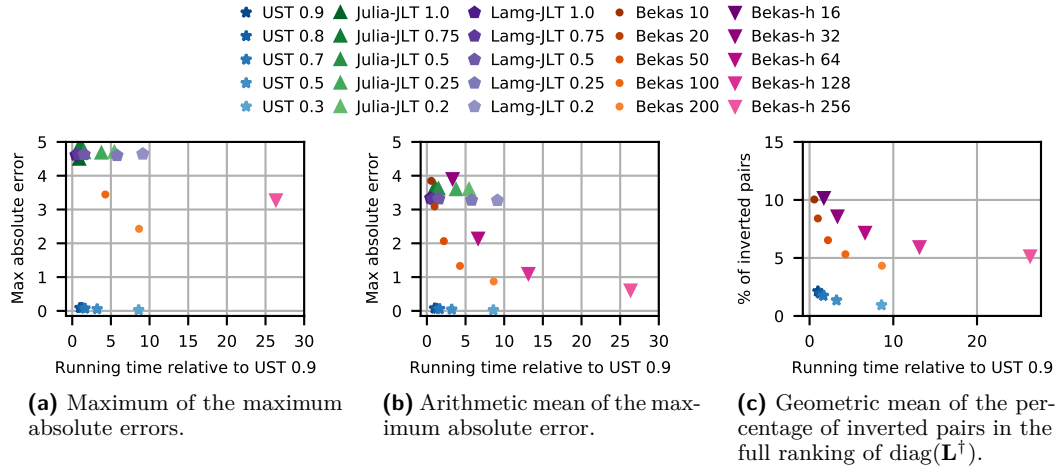 UST 0.9 Julia-JLT 1.0 Lamg-JLT 1.0 Bekas 10 Bekas-h 16
UST 0.8 Julia-JLT 0.75 Lamg-JLT 0.75 Bekas 20 Bekas-h 32
UST 0.7 Julia-JLT 0.5 Lamg-JLT 0.5 Bekas 50 Bekas-h 64
UST 0.5 Julia-JLT 0.25 Lamg-JLT 0.25 Bekas 100 Bekas-h 128
UST 0.3 Julia-JLT 0.2 Lamg-JLT 0.2 Bekas 200 Bekas-h 256
Max absolute error
5
4
3
2
1
0
0 5 10 15 20 25 30
Running time relative to UST 0.9
(a) Maximum of the maximum
absolute errors.
Max absolute error
5
4
3
2
1
0
0 5 10 15 20 25 30
Running time relative to UST 0.9
(b) Arithmetic mean of the max-
imum absolute error.
% of inverted pairs
15
10
5
0
0 10 20
Running time relative to UST 0.9
(c) Geometric mean of the per-
centage of inverted pairs in the
full ranking of diag(L†).